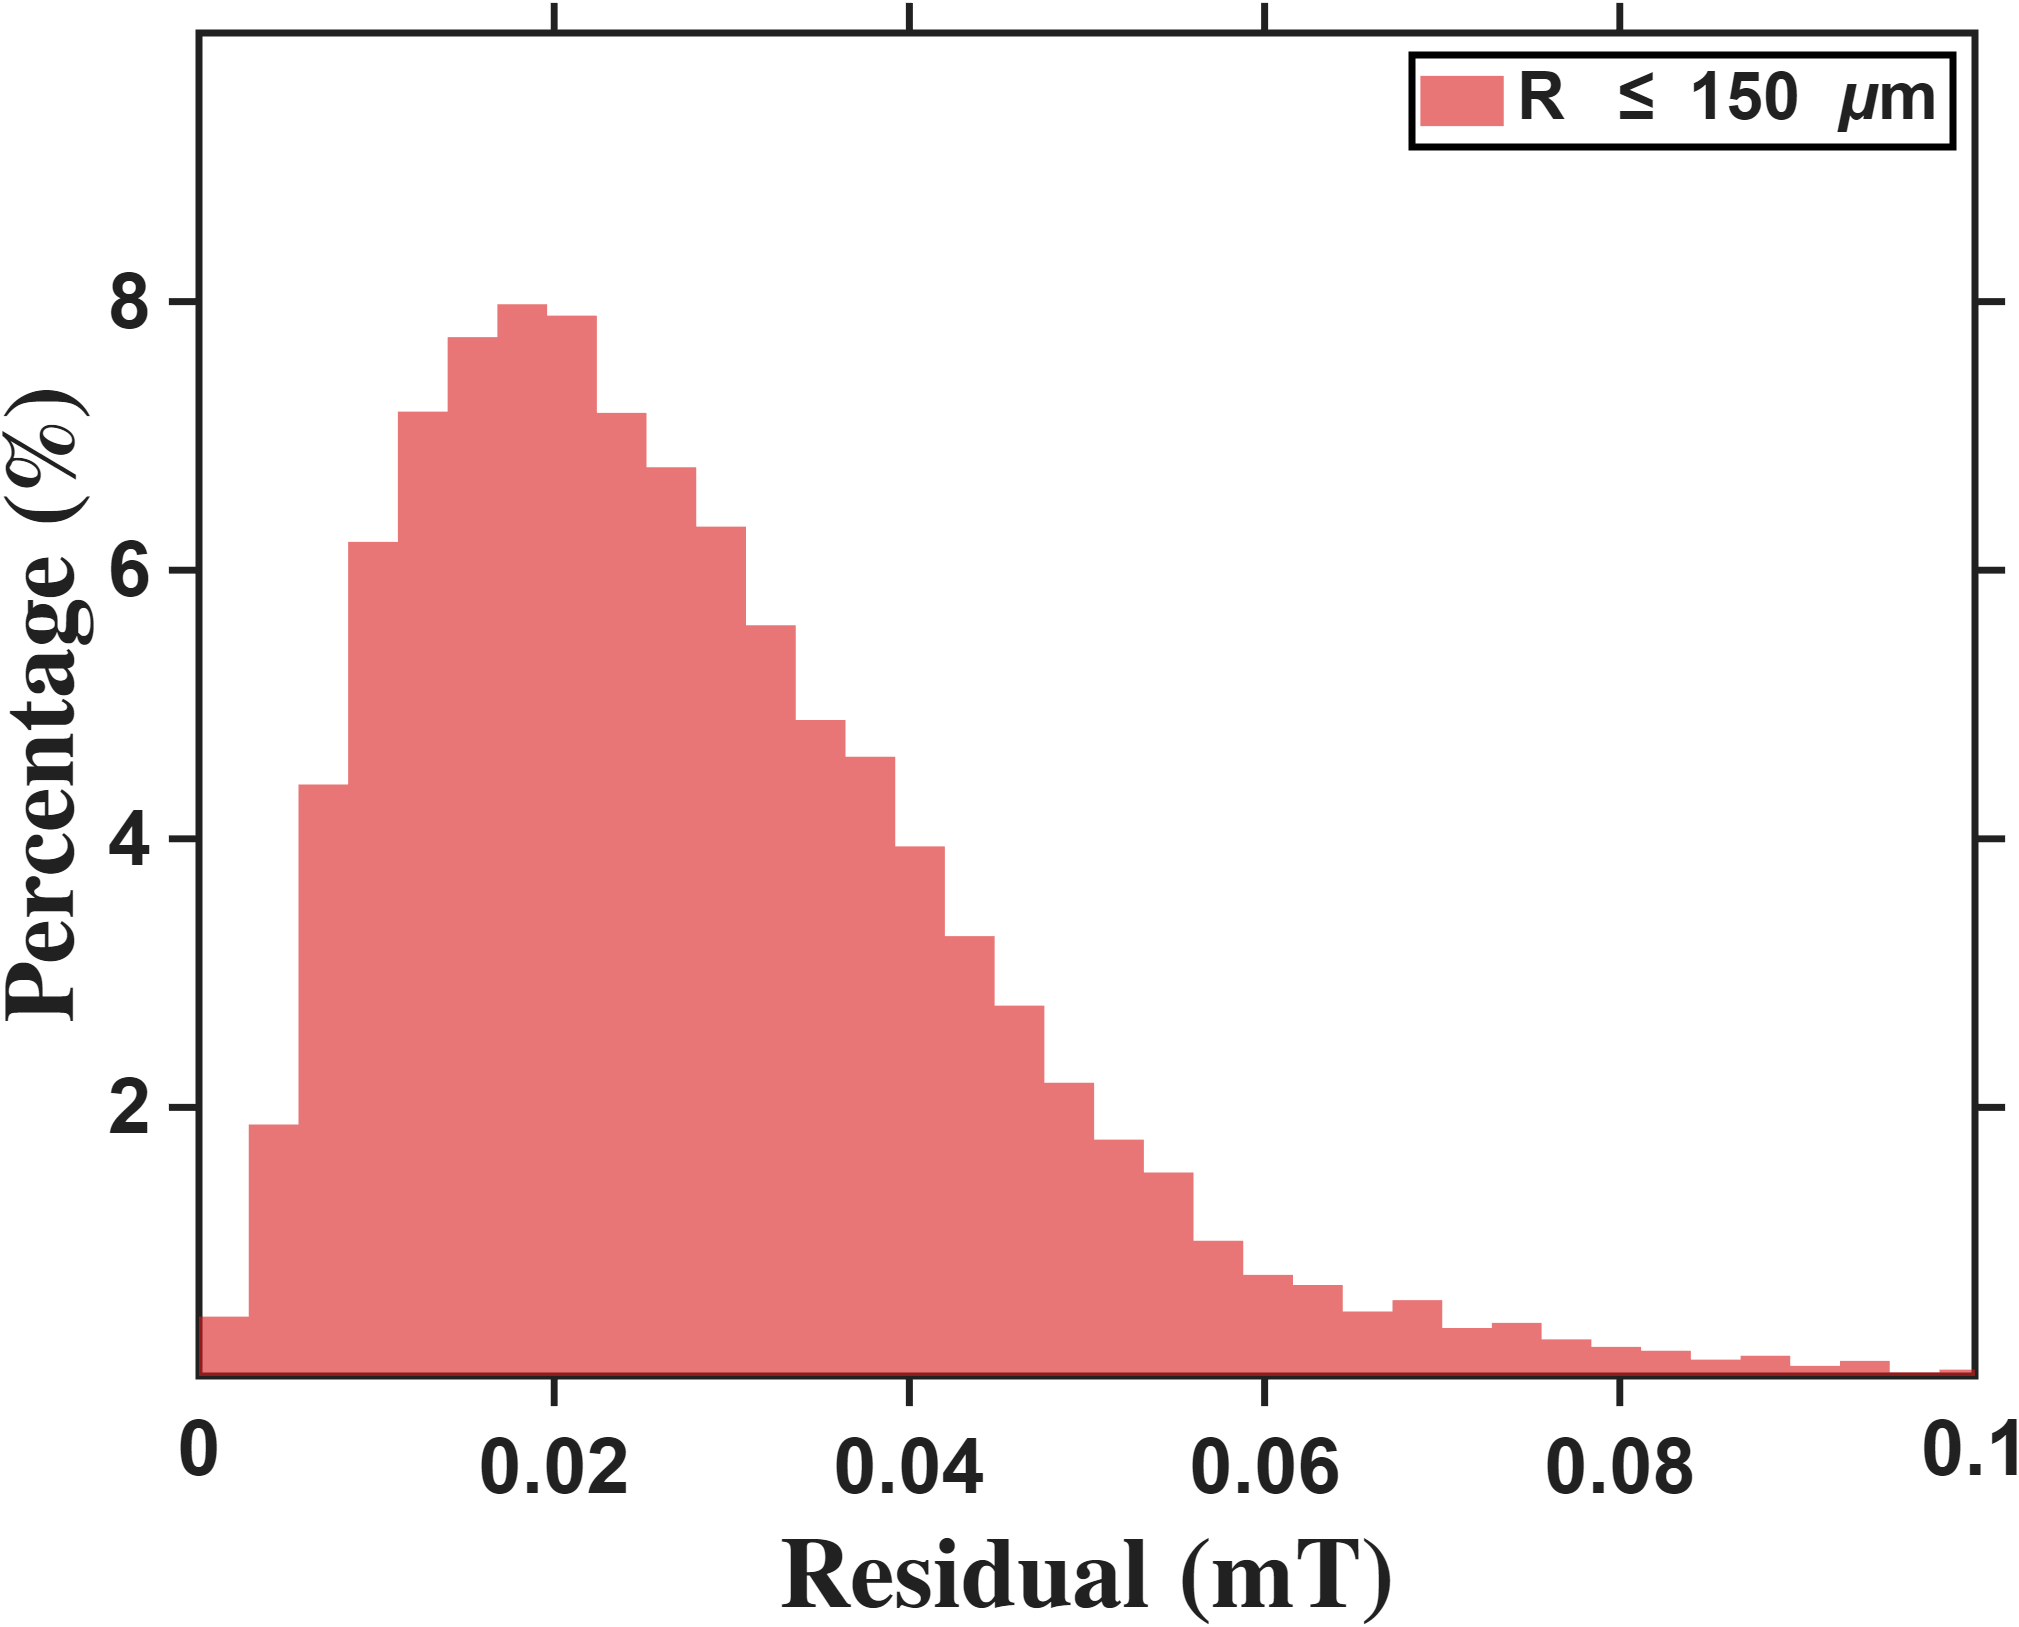 R ≤ 150 μm
8
6
4
2
Percentage (%)
0 0.02 0.04 0.06 0.08 0.1
Residual (mT)